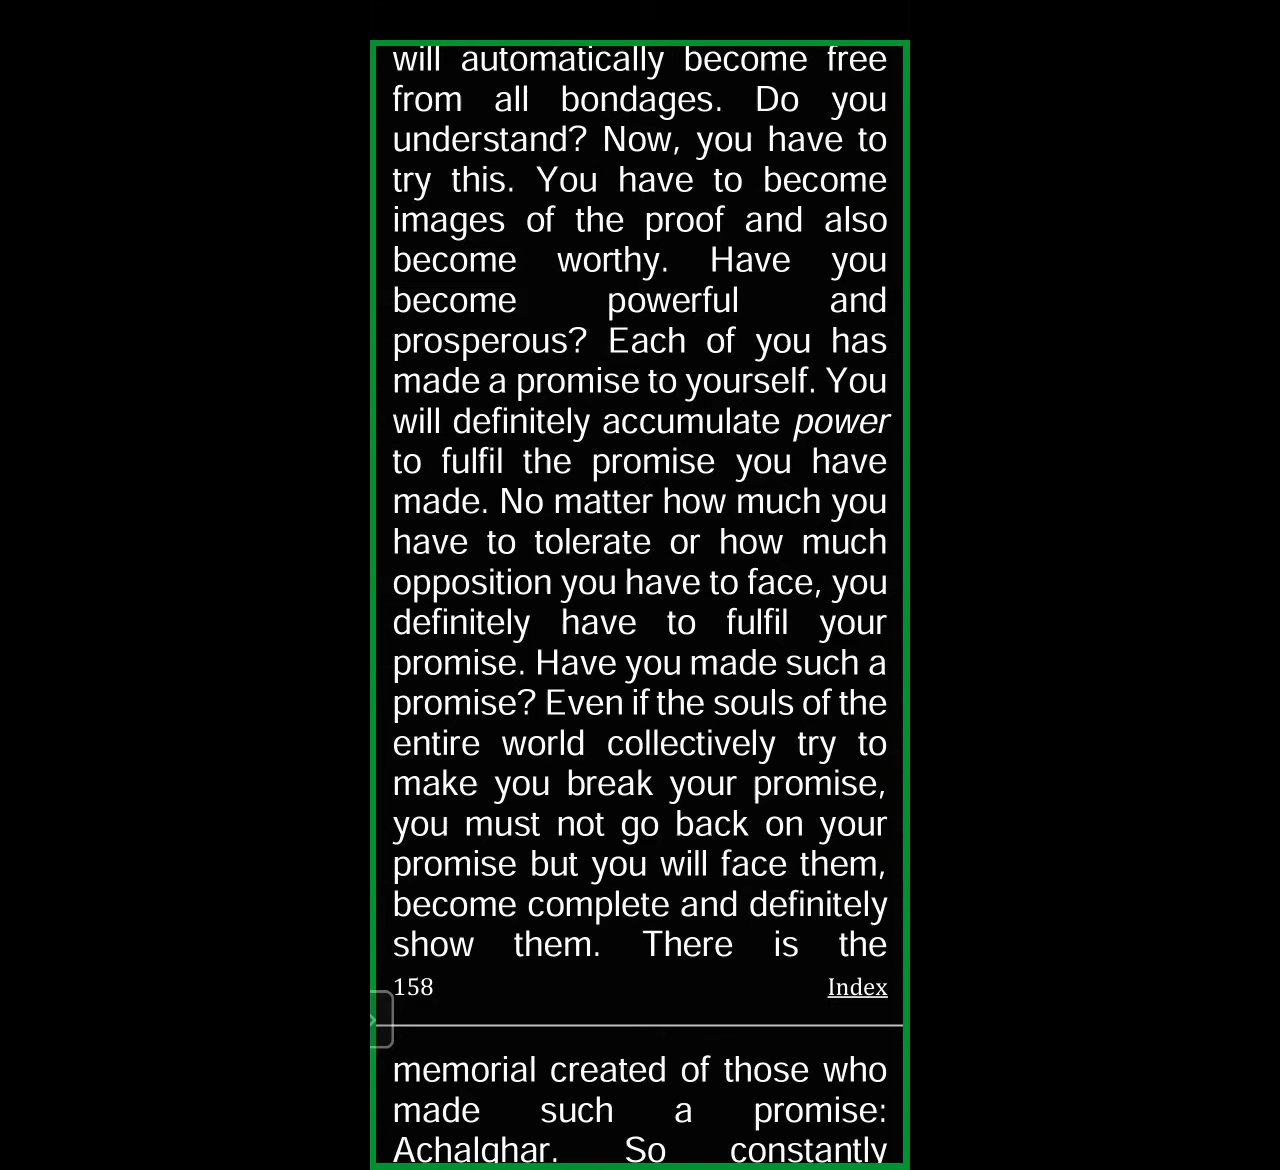 will automatically become free
from all bondages. Do you
understand? Now, you have to
try this. You have to become
images of the proof and also
become worthy. Have you
become powerful and
prosperous? Each of you has
made a promise to yourself. You
will definitely accumulate power
to fulfil the promise you have
made. No matter how much you
have to tolerate or how much
opposition you have to face, you
definitely have to fulfil your
promise. Have you made such a
promise? Even if the souls of the
entire world collectively try to
make you break your promise,
you must not go back on your
promise but you will face them,
become complete and definitely
show them. There is the
158 Index
memorial created of those who
made such a promise:
Achalghar. So constantly